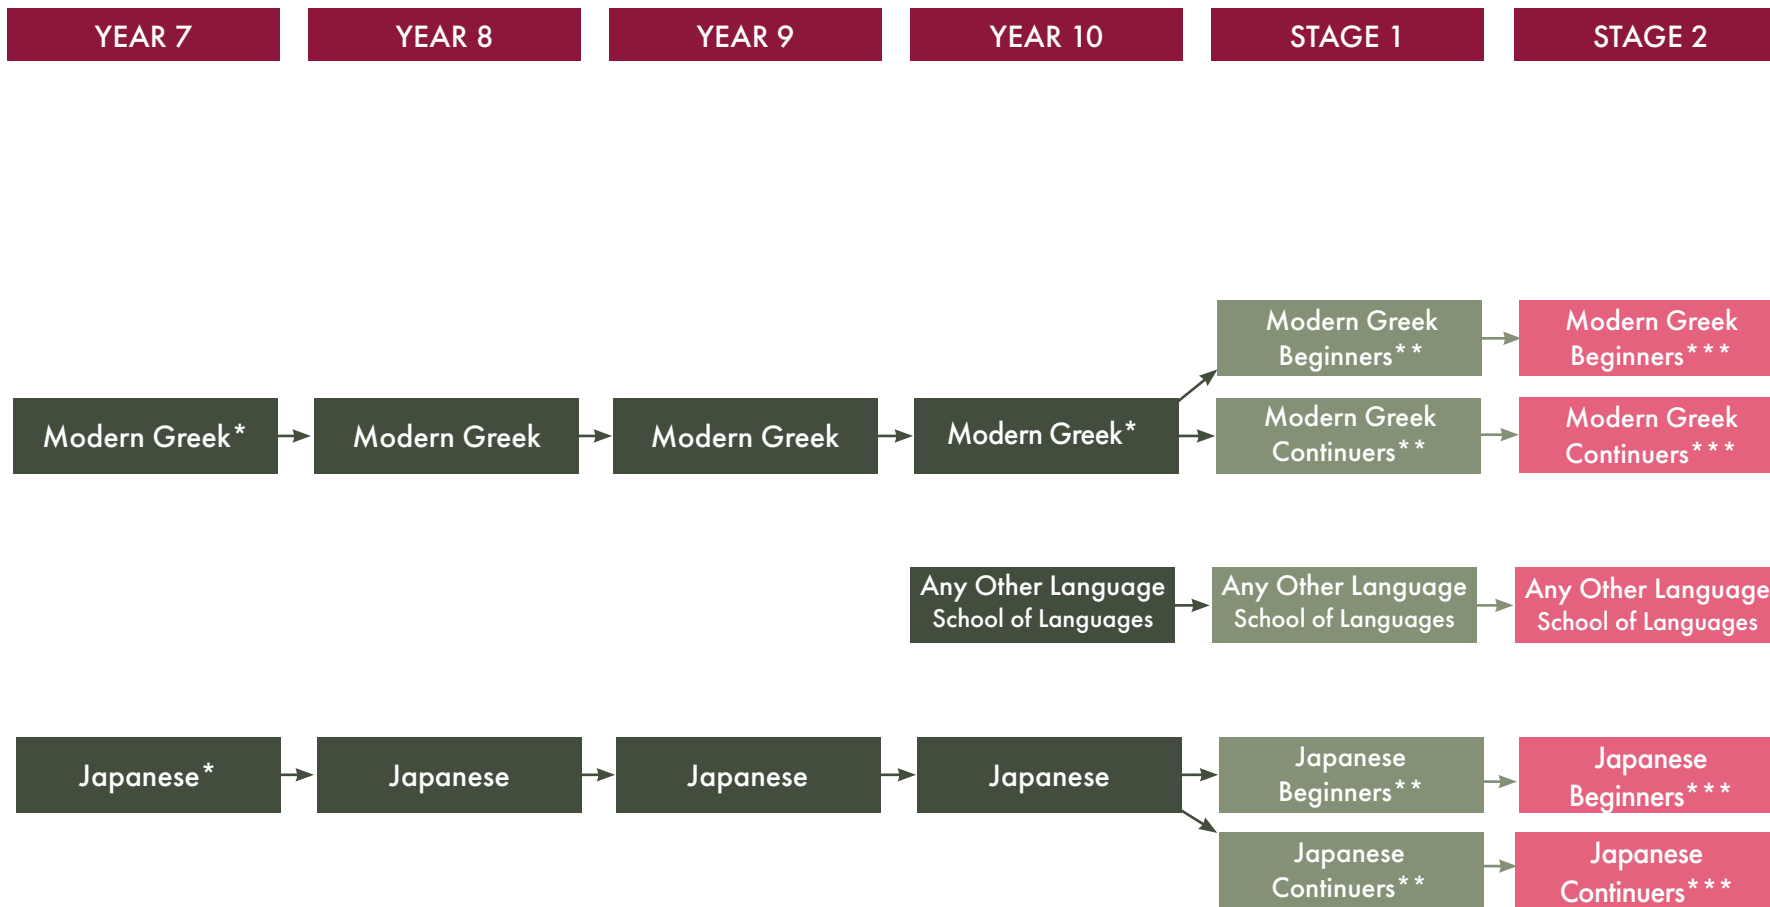 YEAR 7
YEAR 8
YEAR 9
YEAR 10
STAGE 1
STAGE 2
Modern Greek
Beginners**
Modern Greek
Beginners***
Modern Greek*
Modern Greek
Modern Greek
Modern Greek*
Modern Greek
Continuers**
Modern Greek
Continuers***
Any Other Language
School of Languages
Any Other Language
School of Languages
Any Other Language
School of Languages
Japanese*
Japanese
Japanese
Japanese
Japanese
Beginners**
Japanese
Beginners***
Japanese
Continuers**
Japanese
Continuers***